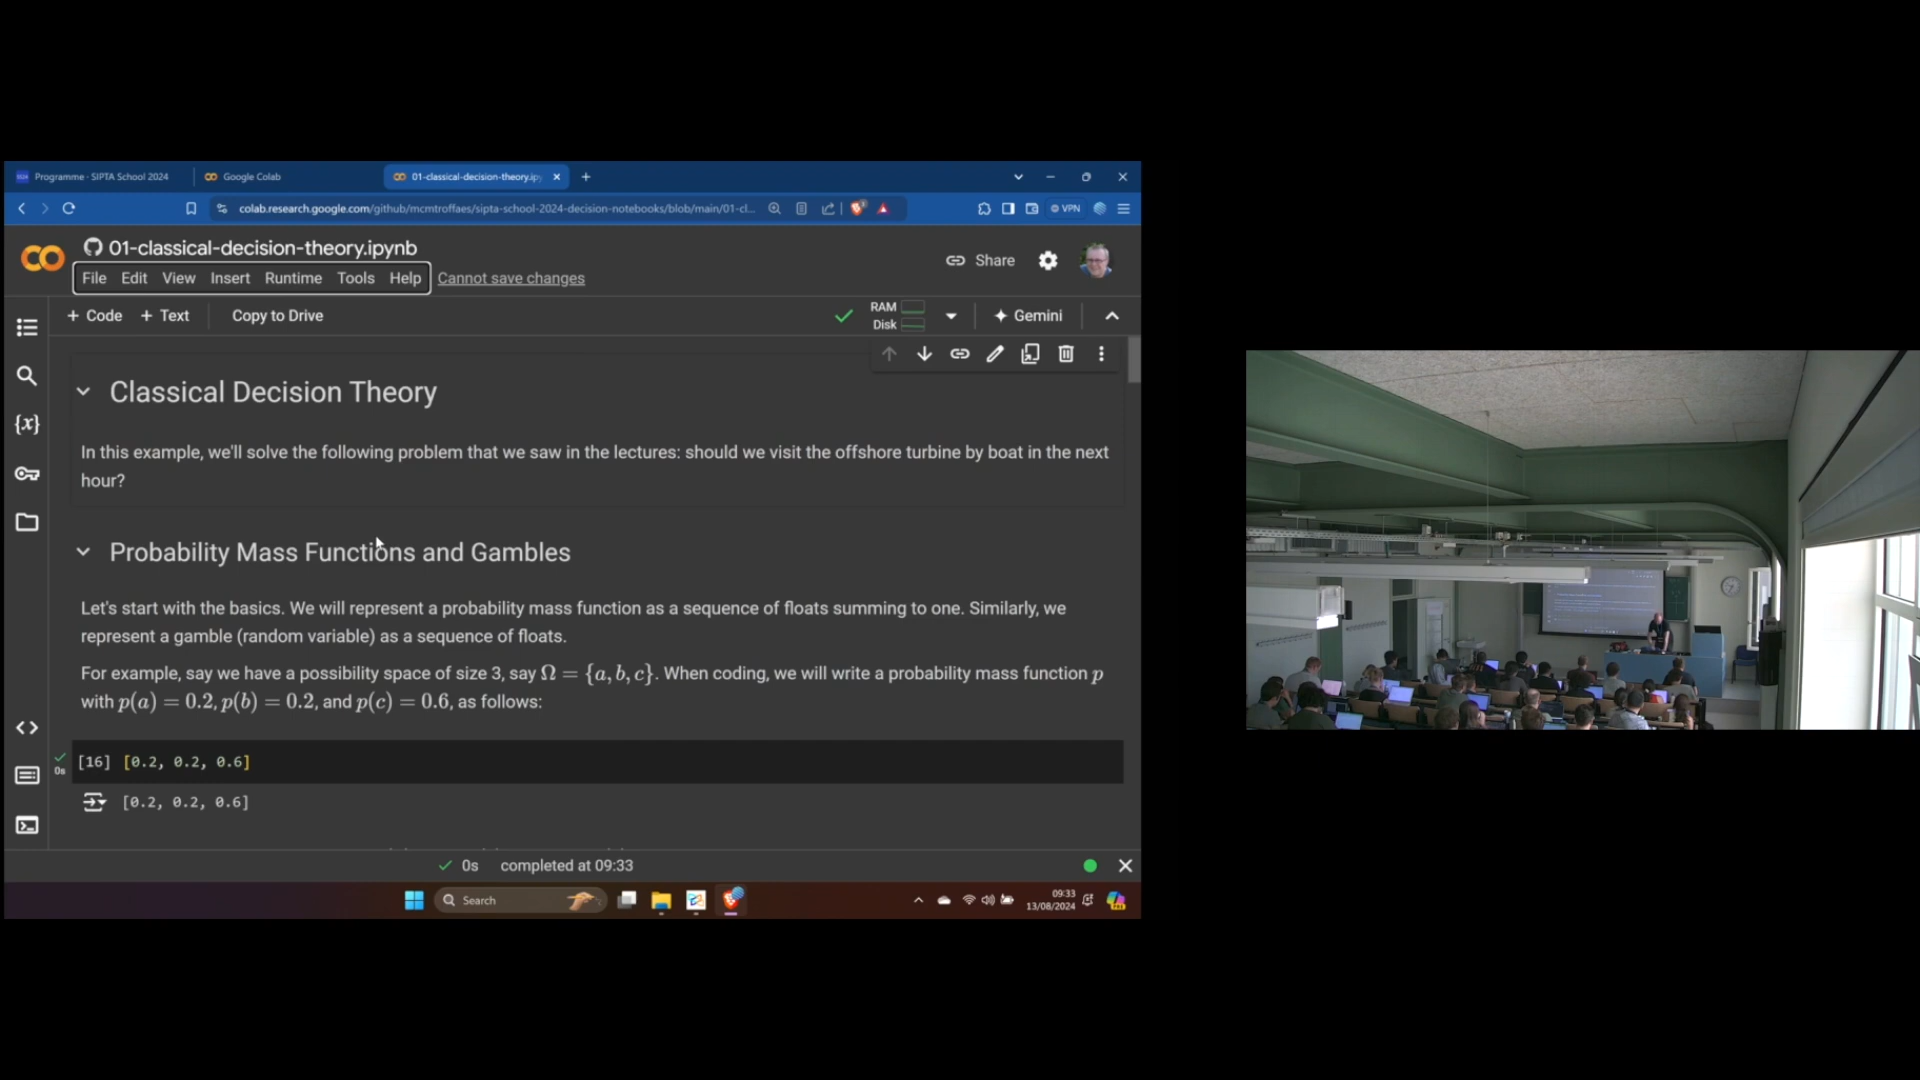 Programme - SIPTA School 2024
Google Colab
01-classical-decision-theory.ip
colab.research.google.com/github/mcmtroffaes/sipta-school-2024-decision-notebooks/blob/main/01-cl...
VPN
01-classical-decision-theory.ipynb
File Edit View Insert Runtime Tools Help Cannot save changes
Share
+ Code + Text Copy to Drive
RAM
Disk
Gemini
Classical Decision Theory
In this example, we'll solve the following problem that we saw in the lectures: should we visit the offshore turbine by boat in the next
hour?
Probability Mass Functions and Gambles
Let's start with the basics. We will represent a probability mass function as a sequence of floats summing to one. Similarly, we
represent a gamble (random variable) as a sequence of floats.
For example, say we have a possibility space of size 3, say Ω = {a, b, c}. When coding, we will write a probability mass function p
with p(a) = 0.2, p(b) = 0.2, and p(c) = 0.6, as follows:
0s
[16] [0.2, 0.2, 0.6]
[0.2, 0.2, 0.6]
0s completed at 09:33
Search
09:33
13/08/2024